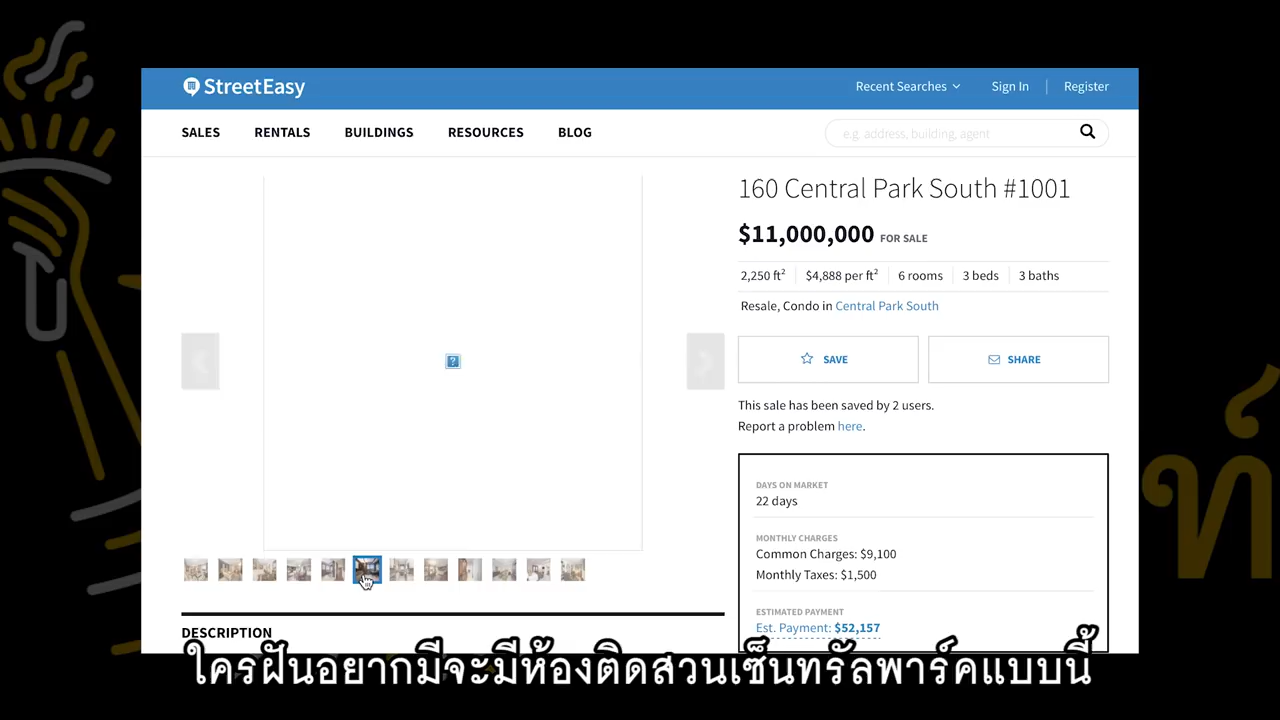 StreetEasy
Recent Searches
Sign In
Register
SALES
RENTALS
BUILDINGS
RESOURCES
BLOG
e.g. address, building, agent
160 Central Park South #1001
$11,000,000 FOR SALE
2,250 ft² $4,888 per ft² 6 rooms 3 beds 3 baths
Resale, Condo in Central Park South
SAVE
SHARE
This sale has been saved by 2 users.
Report a problem here.
DAYS ON MARKET
22 days
MONTHLY CHARGES
Common Charges: $9,100
Monthly Taxes: $1,500
ESTIMATED PAYMENT
Est. Payment: $52,157
DESCRIPTION
ใครฝันอยากมีจะมีห้องติดสวนเซ็นทรัลพาร์คแบบนี้
ท์